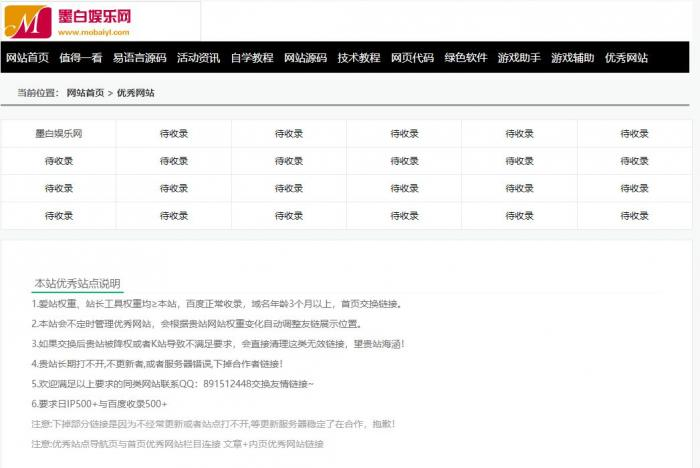 M 墨白娱乐网
www.mobaiyl.com
网站首页 值得一看 易语言源码 活动资讯 自学教程 网站源码 技术教程 网页代码 绿色软件 游戏助手 游戏辅助 优秀网站
当前位置： 网站首页 > 优秀网站
墨白娱乐网 待收录 待收录 待收录 待收录 待收录
待收录 待收录 待收录 待收录 待收录 待收录
待收录 待收录 待收录 待收录 待收录 待收录
待收录 待收录 待收录 待收录 待收录 待收录
本站优秀站点说明
1.爱站权重、站长工具权重均≥本站，百度正常收录，域名年龄3个月以上，首页交换链接。
2.本站会不定时管理优秀网站，会根据贵站网站权重变化自动调整友链展示位置。
3.如果交换后贵站被降权或者K站导致不满足要求，会直接清理这类无效链接，望贵站海涵！
4.贵站长期打不开,不更新者,或者服务器错误,下掉合作者链接！
5.欢迎满足以上要求的同类网站联系QQ：891512448交换友情链接~
6.要求日IP500+与百度收录500+
注意:下掉部分链接是因为不经常更新或者站点打不开,等更新服务器稳定了在合作，抱歉！
注意:优秀站点导航页与首页优秀网站栏目连接 文章+内页优秀网站链接